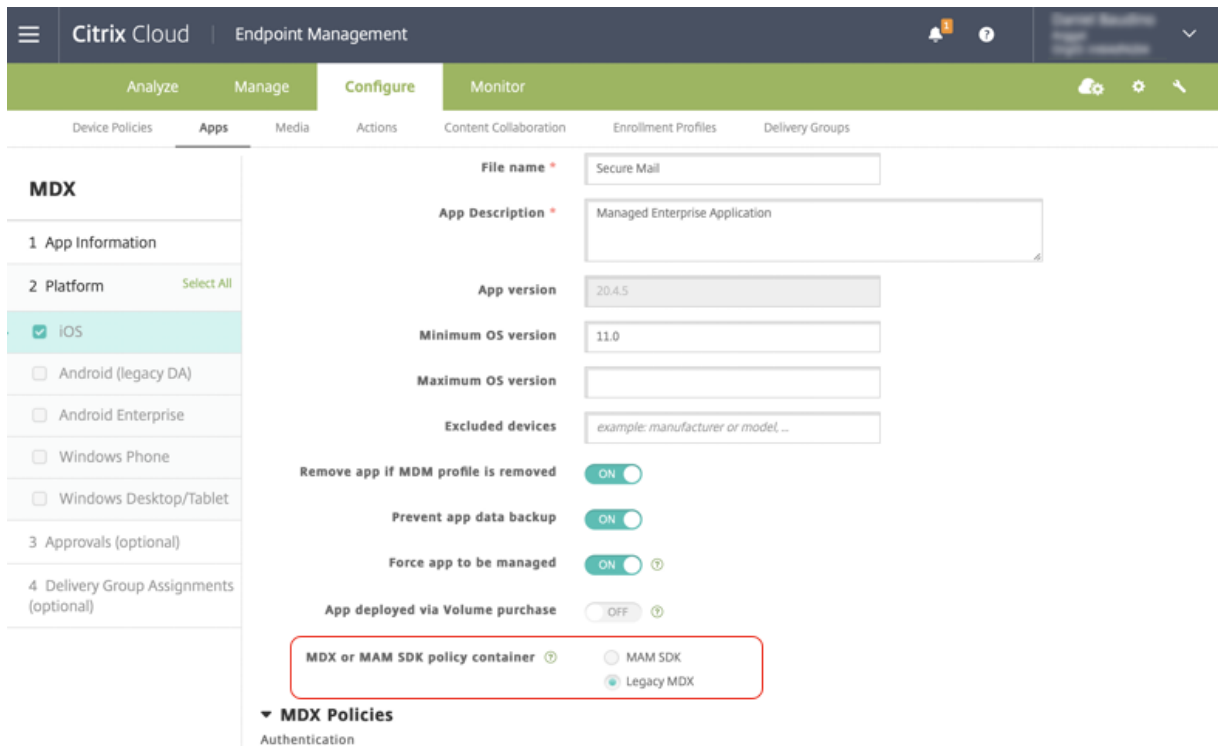 Citrix Cloud | Endpoint Management 1 ?
Analyze Manage Configure Monitor
Device Policies Apps Media Actions Content Collaboration Enrollment Profiles Delivery Groups
MDX
1 App Information
2 Platform Select All
iOS
Android (legacy DA)
Android Enterprise
Windows Phone
Windows Desktop/Tablet
3 Approvals (optional)
4 Delivery Group Assignments
(optional)
File name * Secure Mail
App Description * Managed Enterprise Application
App version 20.4.5
Minimum OS version 11.0
Maximum OS version
Excluded devices example: manufacturer or model, ...
Remove app if MDM profile is removed ON
Prevent app data backup ON
Force app to be managed ON ?
App deployed via Volume purchase OFF ?
MDX or MAM SDK policy container ? MAM SDK
Legacy MDX
MDX Policies
Authentication